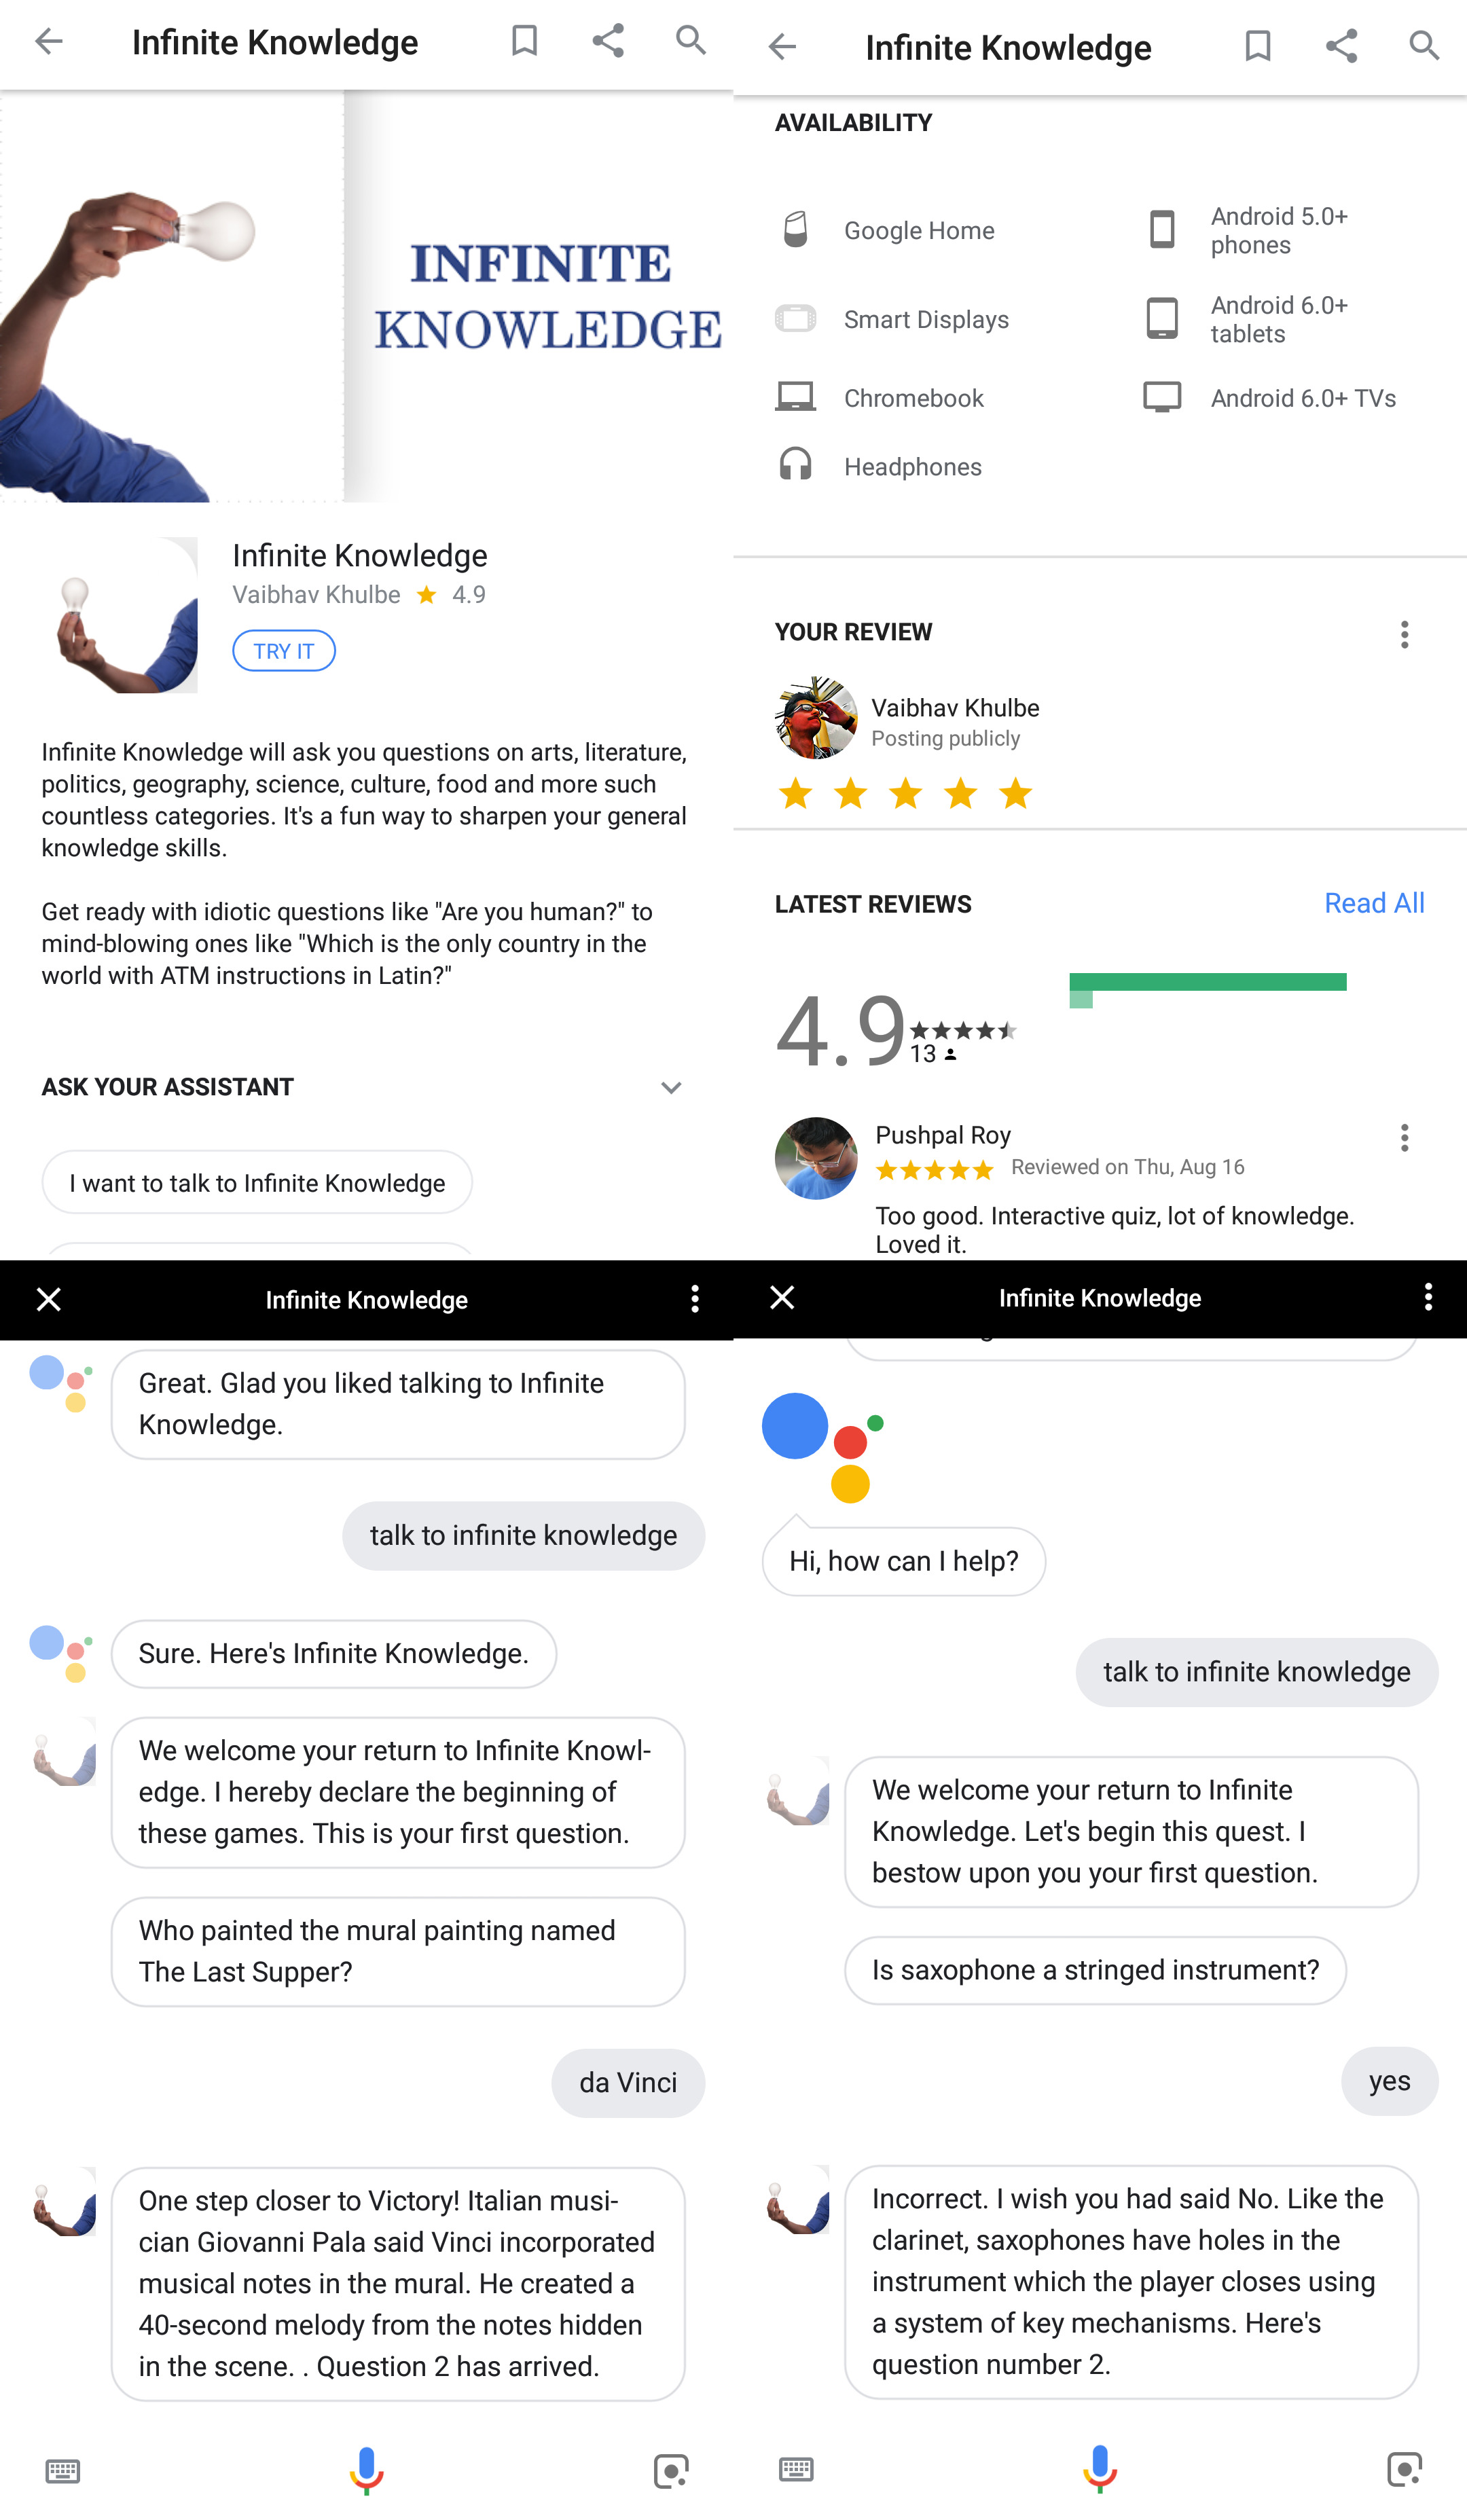 Infinite Knowledge
INFINITE
KNOWLEDGE
Infinite Knowledge
Vaibhav Khulbe ★ 4.9
TRY IT
Infinite Knowledge will ask you questions on arts, literature,
politics, geography, science, culture, food and more such
countless categories. It's a fun way to sharpen your general
knowledge skills.
Get ready with idiotic questions like "Are you human?" to
mind-blowing ones like "Which is the only country in the
world with ATM instructions in Latin?"
ASK YOUR ASSISTANT
I want to talk to Infinite Knowledge
Infinite Knowledge
AVAILABILITY
Google Home
Android 5.0+
phones
Smart Displays
Android 6.0+
tablets
Chromebook
Android 6.0+ TVs
Headphones
YOUR REVIEW
Vaibhav Khulbe
Posting publicly
LATEST REVIEWS
Read All
4.9
13
Pushpal Roy
Reviewed on Thu, Aug 16
Too good. Interactive quiz, lot of knowledge.
Loved it.
Infinite Knowledge
Great. Glad you liked talking to Infinite
Knowledge.
talk to infinite knowledge
Sure. Here's Infinite Knowledge.
We welcome your return to Infinite Knowl-
edge. I hereby declare the beginning of
these games. This is your first question.
Who painted the mural painting named
The Last Supper?
da Vinci
One step closer to Victory! Italian musi-
cian Giovanni Pala said Vinci incorporated
musical notes in the mural. He created a
40-second melody from the notes hidden
in the scene. . Question 2 has arrived.
Infinite Knowledge
Hi, how can I help?
talk to infinite knowledge
We welcome your return to Infinite
Knowledge. Let's begin this quest. I
bestow upon you your first question.
Is saxophone a stringed instrument?
yes
Incorrect. I wish you had said No. Like the
clarinet, saxophones have holes in the
instrument which the player closes using
a system of key mechanisms. Here's
question number 2.